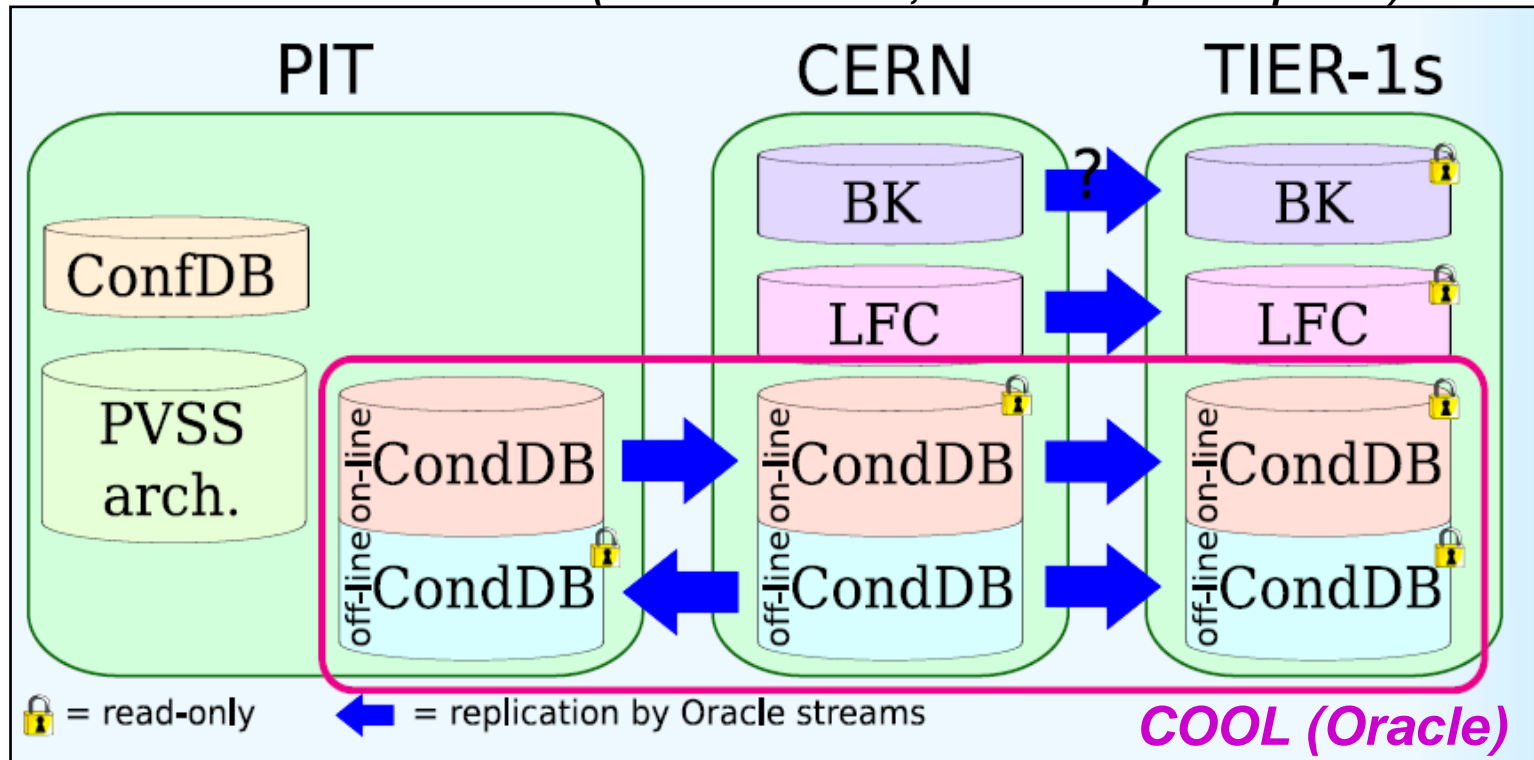 PIT
CERN
TIER-1s
BK
?
BK
ConfDB
LFC
LFC
PVSS
arch.
on-line
CondDB
on-line
CondDB
on-line
CondDB
off-line
CondDB
off-line
CondDB
off-line
CondDB
= read-only
= replication by Oracle streams
COOL (Oracle)